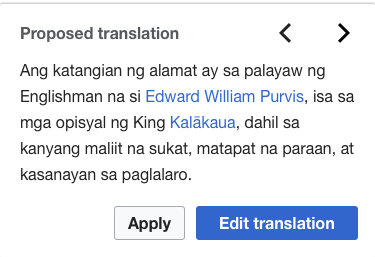 Proposed translation
Ang katangian ng alamat ay sa palayaw ng
Englishman na si Edward William Purvis, isa sa
mga opisyal ng King Kalākaua, dahil sa
kanyang maliit na sukat, matapat na paraan, at
kasanayan sa paglalaro.
Apply
Edit translation